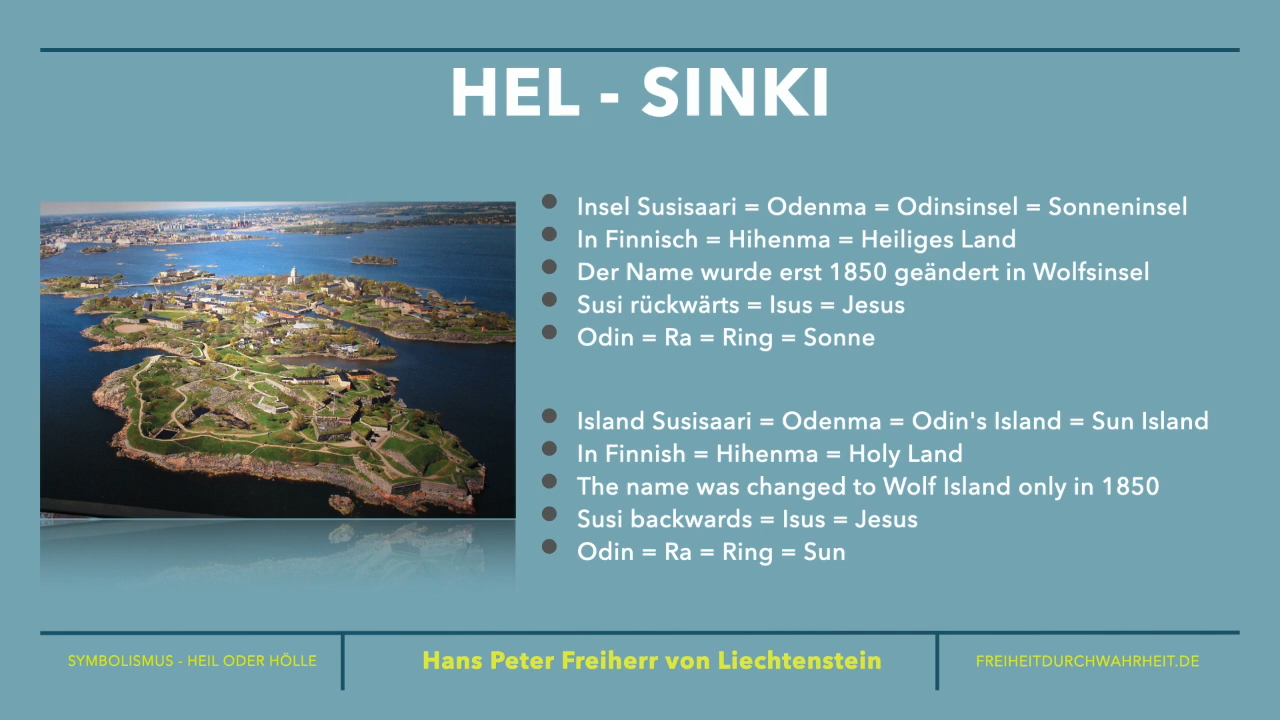 HEL - SINKI
Insel Susisaari = Odenma = Odinsinsel = Sonneninsel
In Finnisch = Hihenma = Heiliges Land
Der Name wurde erst 1850 geändert in Wolfsinsel
Susi rückwärts = Isus = Jesus
Odin = Ra = Ring = Sonne
Island Susisaari = Odenma = Odin's Island = Sun Island
In Finnish = Hihenma = Holy Land
The name was changed to Wolf Island only in 1850
Susi backwards = Isus = Jesus
Odin = Ra = Ring = Sun
SYMBOLISMUS - HEIL ODER HÖLLE
Hans Peter Freiherr von Liechtenstein
FREIHEITDURCHWAHRHEIT.DE